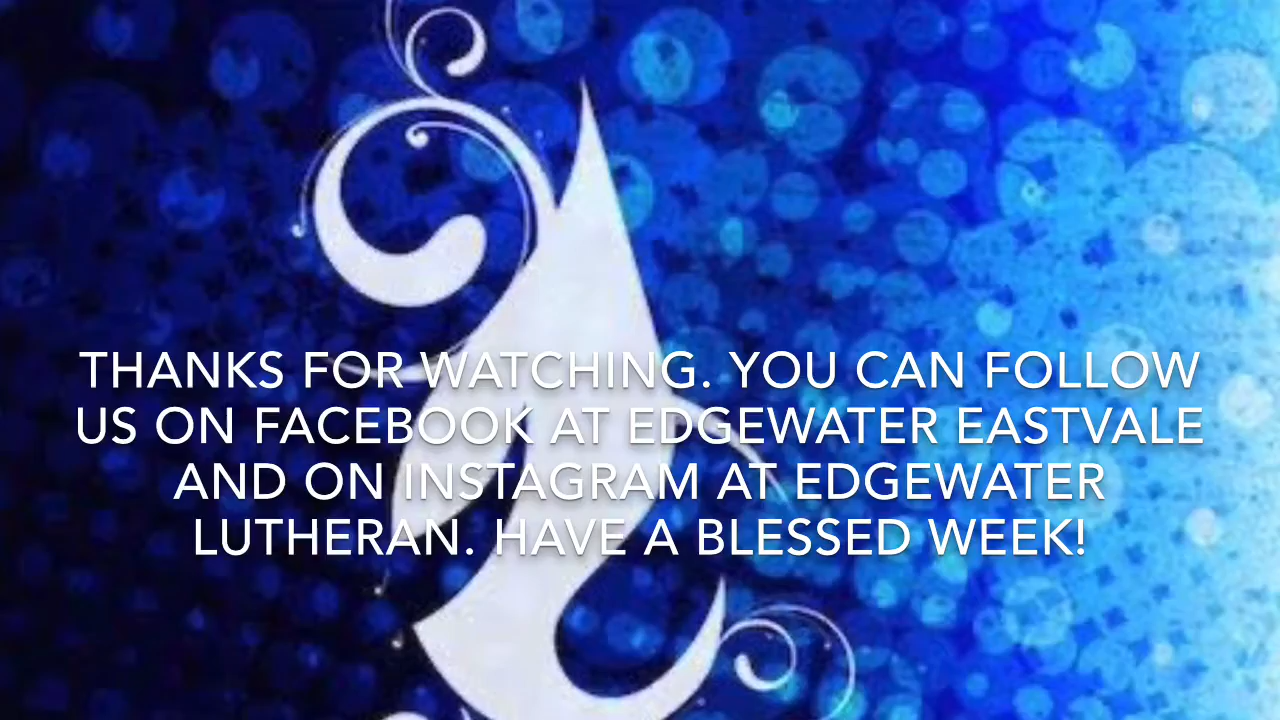 THANKS FOR WATCHING. YOU CAN FOLLOW
US ON FACEBOOK AT EDGEWATER EASTVALE
AND ON INSTAGRAM AT EDGEWATER
LUTHERAN. HAVE A BLESSED WEEK!